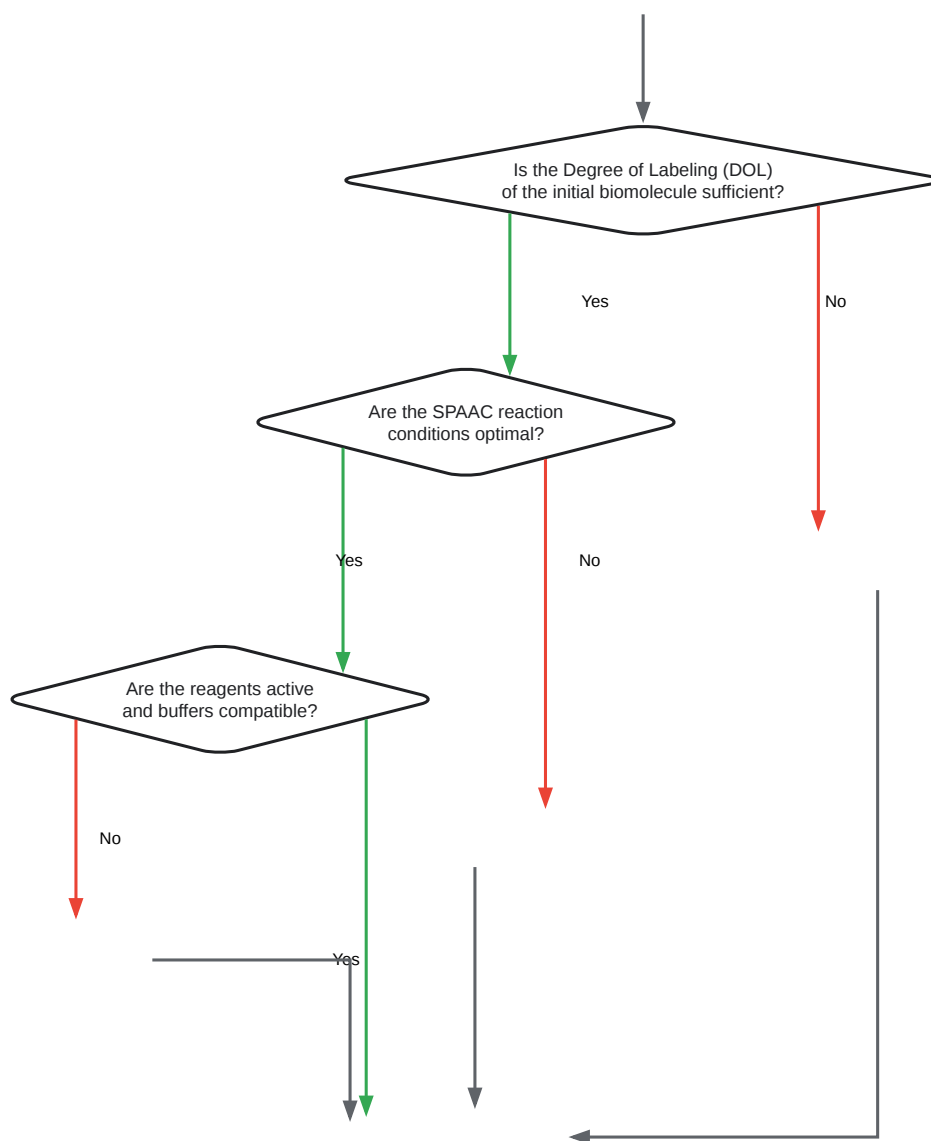 Is the Degree of Labeling (DOL)
of the initial biomolecule sufficient?
Yes
No
Are the SPAAC reaction
conditions optimal?
Yes
No
Are the reagents active
and buffers compatible?
No
Yes